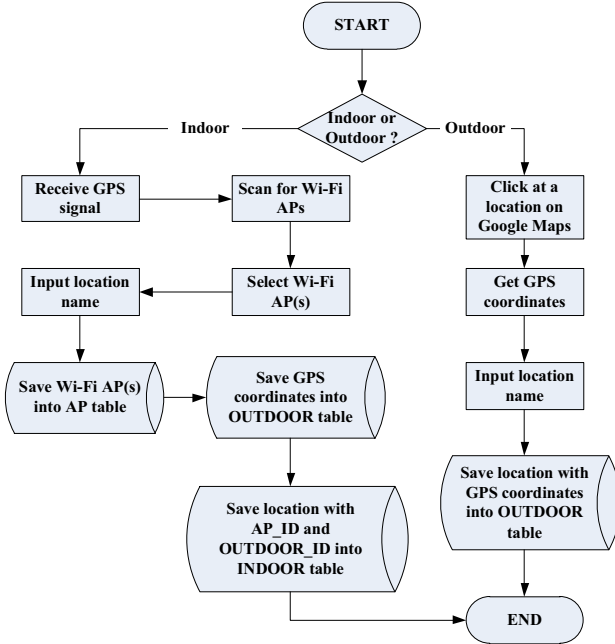 START
Indoor or
Outdoor ?
Indoor
Outdoor
Receive GPS
signal
Scan for Wi-Fi
APs
Click at a
location on
Google Maps
Input location
name
Select Wi-Fi
AP(s)
Get GPS
coordinates
Save Wi-Fi AP(s)
into AP table
Save GPS
coordinates into
OUTDOOR table
Input location
name
Save location with
AP_ID and
OUTDOOR_ID into
INDOOR table
Save location with
GPS coordinates
into OUTDOOR
table
END